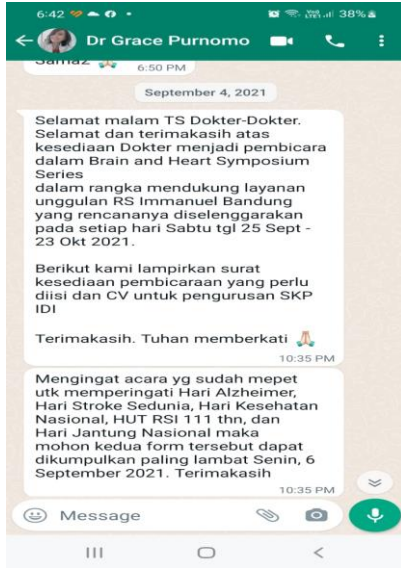 6:42
38%
Dr Grace Purnomo
6:50 PM
September 4, 2021
Selamat malam TS Dokter-Dokter.
Selamat dan terimakasih atas
kesediaan Dokter menjadi pembicara
dalam Brain and Heart Symposium
Series
dalam rangka mendukung layanan
unggulan RS Immanuel Bandung
yang rencananya diselenggarakan
pada setiap hari Sabtu tgl 25 Sept -
23 Okt 2021.
Berikut kami lampirkan surat
kesediaan pembicaraan yang perlu
diisi dan CV untuk pengurusan SKP
IDI
Terimakasih. Tuhan memberkati
10:35 PM
Mengingat acara yg sudah mepet
utk memperingati Hari Alzheimer,
Hari Stroke Sedunia, Hari Kesehatan
Nasional, HUT RSI 111 thn, dan
Hari Jantung Nasional maka
mohon kedua form tersebut dapat
dikumpulkan paling lambat Senin, 6
September 2021. Terimakasih
10:35 PM
Message